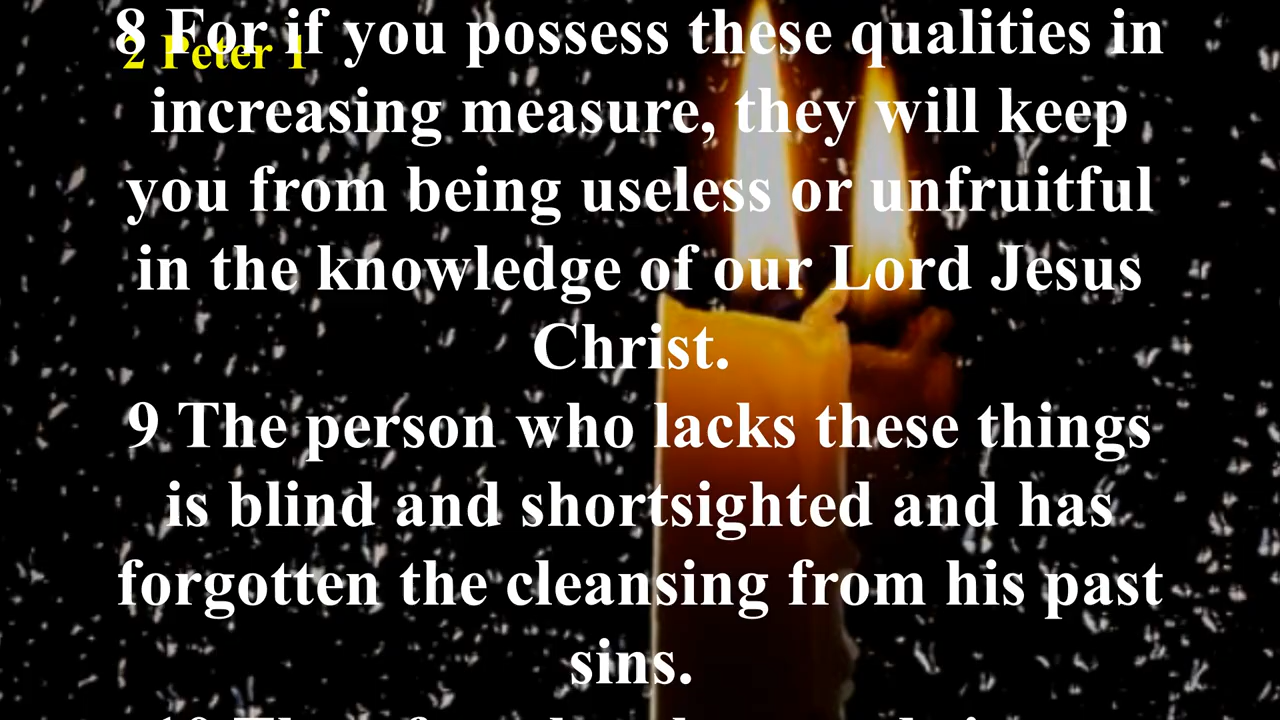 2 Peter 1
8 For if you possess these qualities in
increasing measure, they will keep
you from being useless or unfruitful
in the knowledge of our Lord Jesus
Christ.
9 The person who lacks these things
is blind and shortsighted and has
forgotten the cleansing from his past
sins.